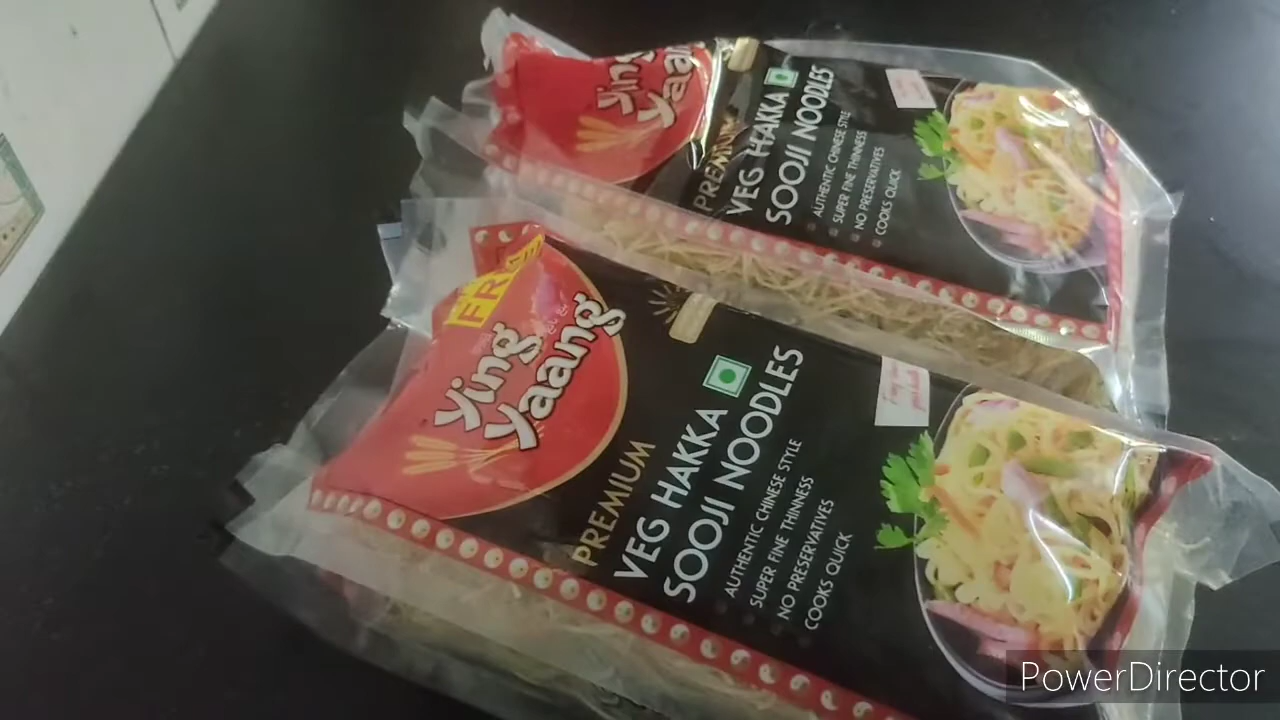 Ying
Yaang
PREMIUM
VEG HAKKA
SOOJI NOODLES
AUTHENTIC CHINESE STYLE
SUPER FINE THINNESS
NO PRESERVATIVES
COOKS QUICK
FR
Ying
Yaang
PREMIUM
VEG HAKKA
SOOJI NOODLES
AUTHENTIC CHINESE STYLE
SUPER FINE THINNESS
NO PRESERVATIVES
COOKS QUICK
PowerDirector